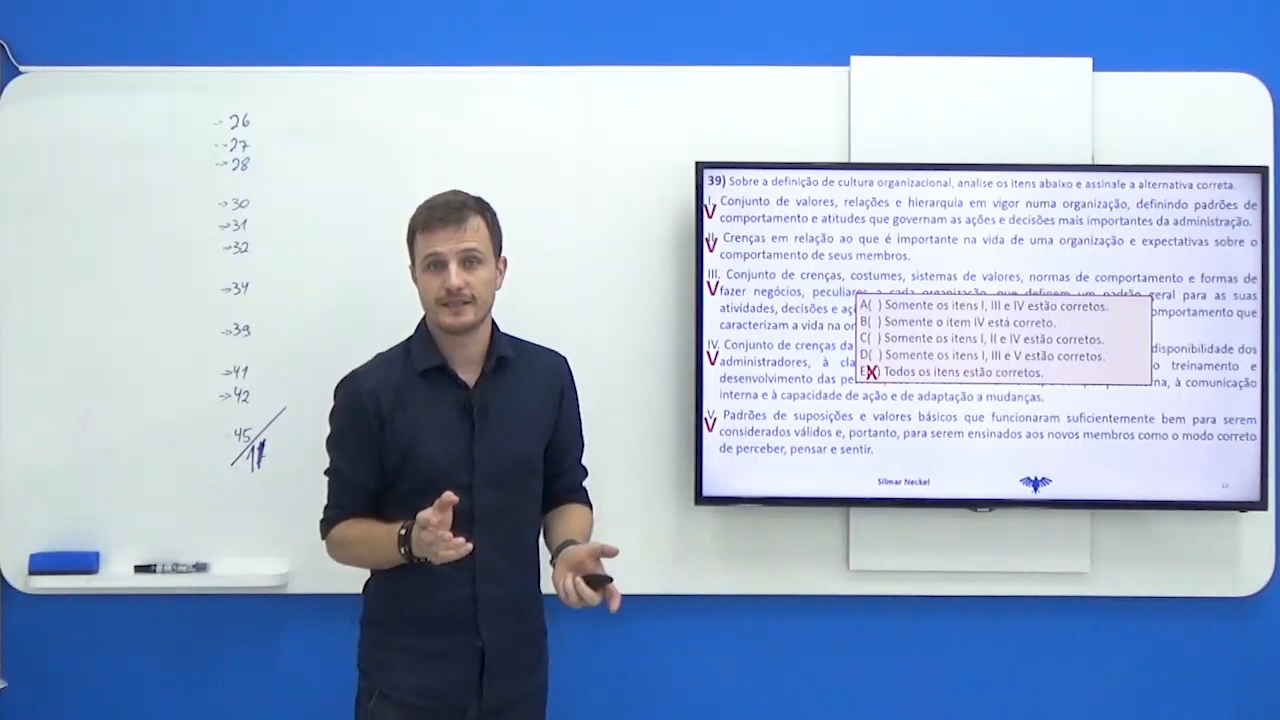 26
27
28
30
31
32
34
39
41
42
45
39) Sobre a definição de cultura organizacional, analise os itens abaixo e assinale a alternativa correta.
I. Conjunto de valores, relações e hierarquia em vigor numa organização, definindo padrões de
V comportamento e atitudes que governam as ações e decisões mais importantes da administração.
II. Crenças em relação ao que é importante na vida de uma organização e expectativas sobre o
V comportamento de seus membros.
III. Conjunto de crenças, costumes, sistemas de valores, normas de comportamento e formas de
V fazer negócios, peculiares a cada organização, que definem um padrão geral para as suas
atividades, decisões e comportamento que
caracterizam a vida na
A( ) Somente os itens I, III e IV estão corretos.
B( ) Somente o item IV está correto.
C( ) Somente os itens I, II e IV estão corretos.
D( ) Somente os itens I, III e V estão corretos.
E(X) Todos os itens estão corretos.
IV. Conjunto de crenças da disponibilidade dos
V administradores, à treinamento e
desenvolvimento das à comunicação
interna e à capacidade de ação e de adaptação a mudanças.
V. Padrões de suposições e valores básicos que funcionaram suficientemente bem para serem
V considerados válidos e, portanto, para serem ensinados aos novos membros como o modo correto
de perceber, pensar e sentir.
Silmar Neckel